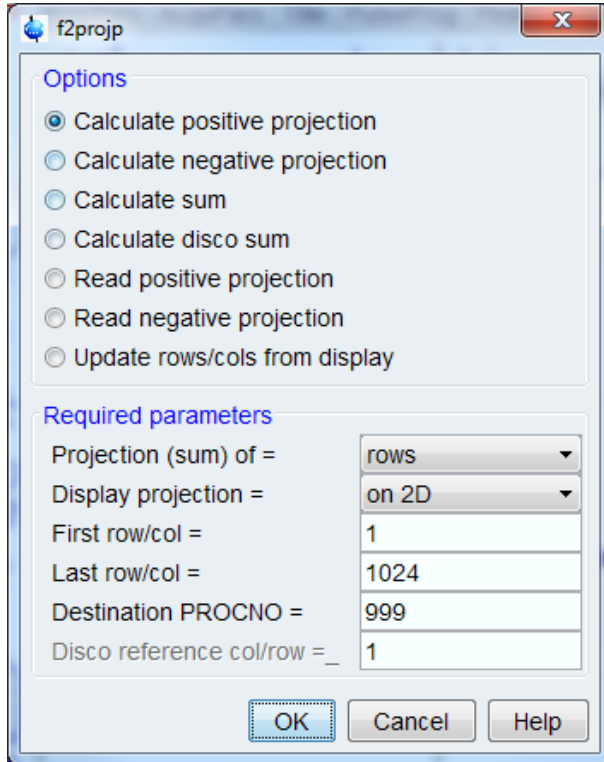 f2projp
Options
Calculate positive projection
Calculate negative projection
Calculate sum
Calculate disco sum
Read positive projection
Read negative projection
Update rows/cols from display
Required parameters
Projection (sum) of = rows
Display projection = on 2D
First row/col = 1
Last row/col = 1024
Destination PROCNO = 999
Disco reference col/row =_ 1
OK Cancel Help